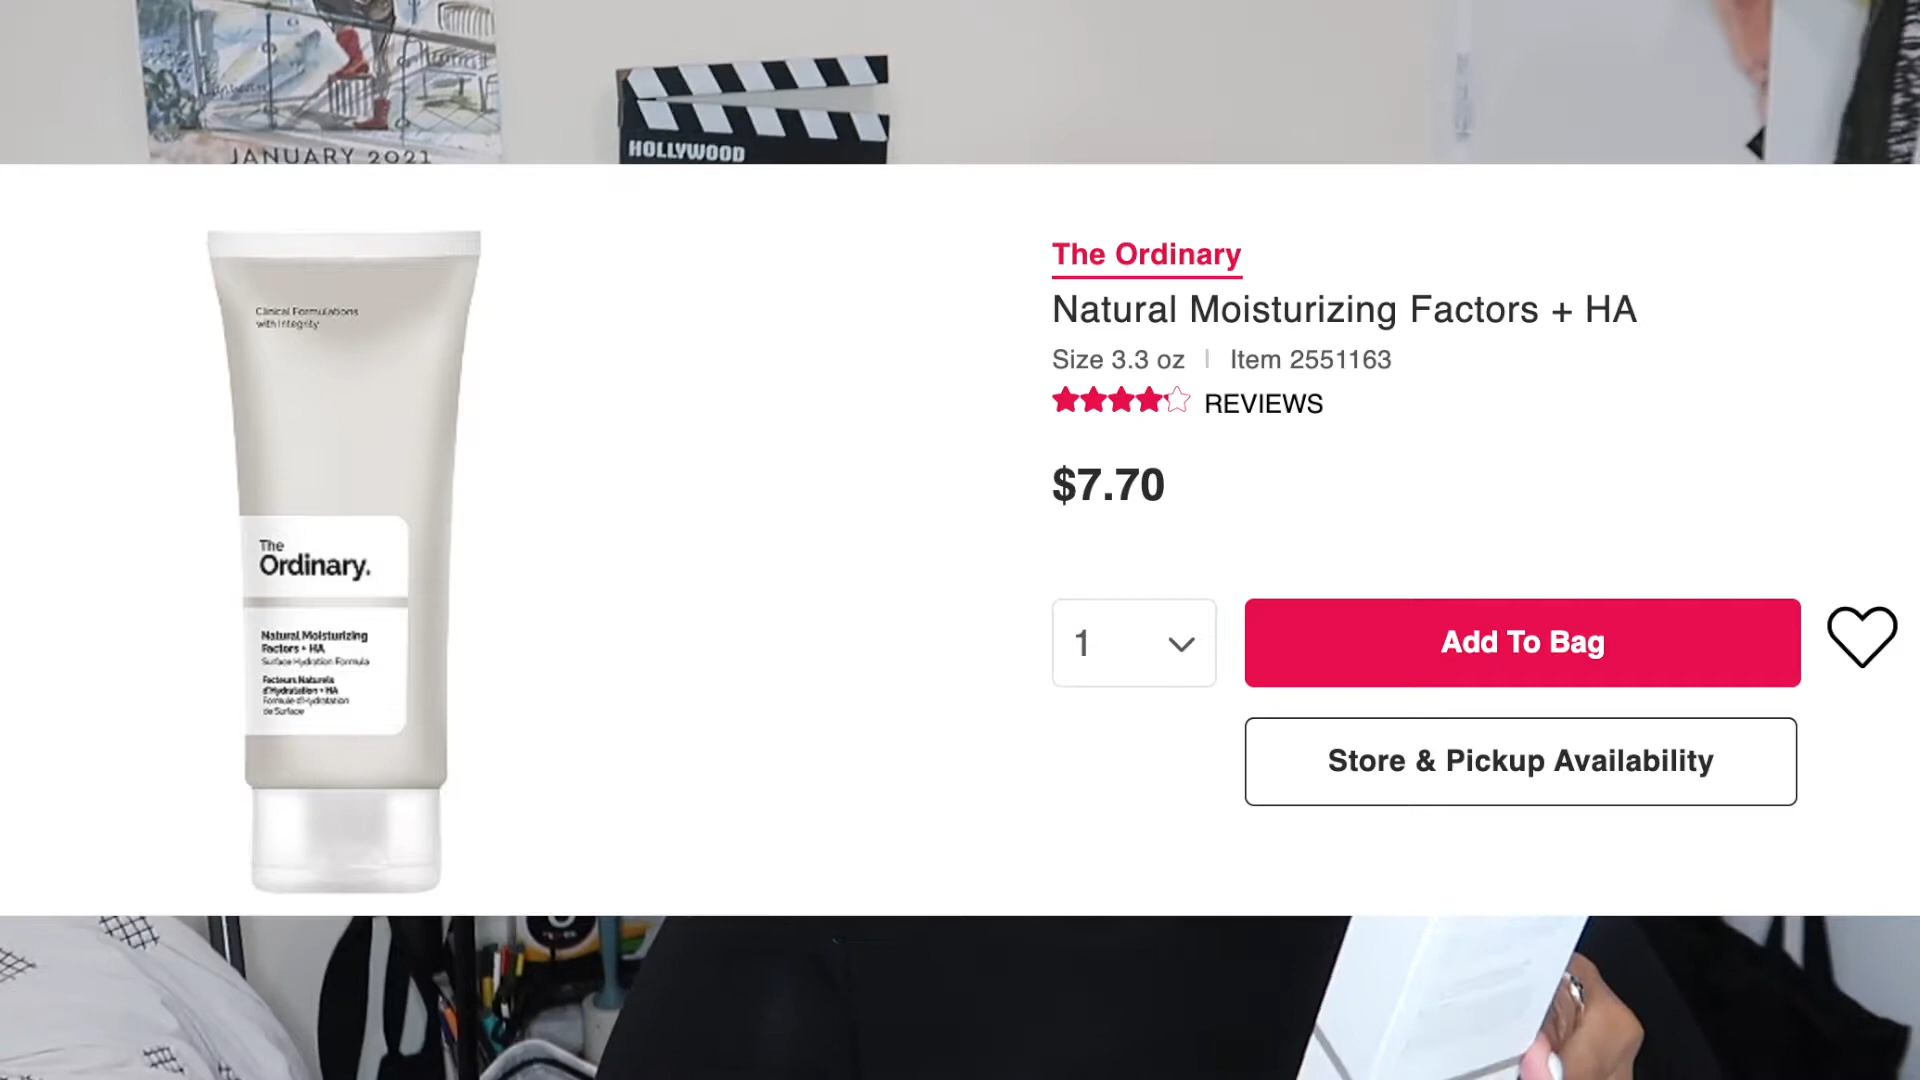 JANUARY 2021
HOLLYWOOD
Clinical Formulations
with Integrity
The
Ordinary.
Natural Moisturizing
Factors + HA
Surface Hydration Formula
Facteurs Naturels
d'Hydratation + HA
Formule d'Hydratation
de Surface
The Ordinary
Natural Moisturizing Factors + HA
Size 3.3 oz | Item 2551163
REVIEWS
$7.70
1
Add To Bag
Store & Pickup Availability